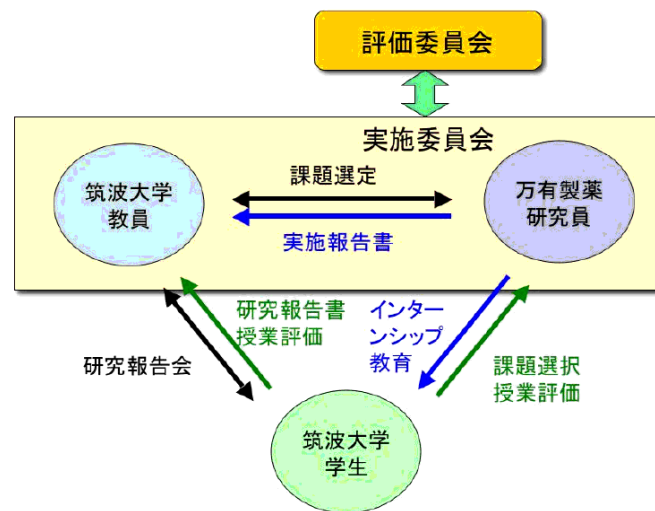 評価委員会
実施委員会
筑波大学
教員
課題選定
実施報告書
万有製薬
研究員
研究報告書
授業評価
インター
ンシップ
教育
研究報告会
課題選択
授業評価
筑波大学
学生